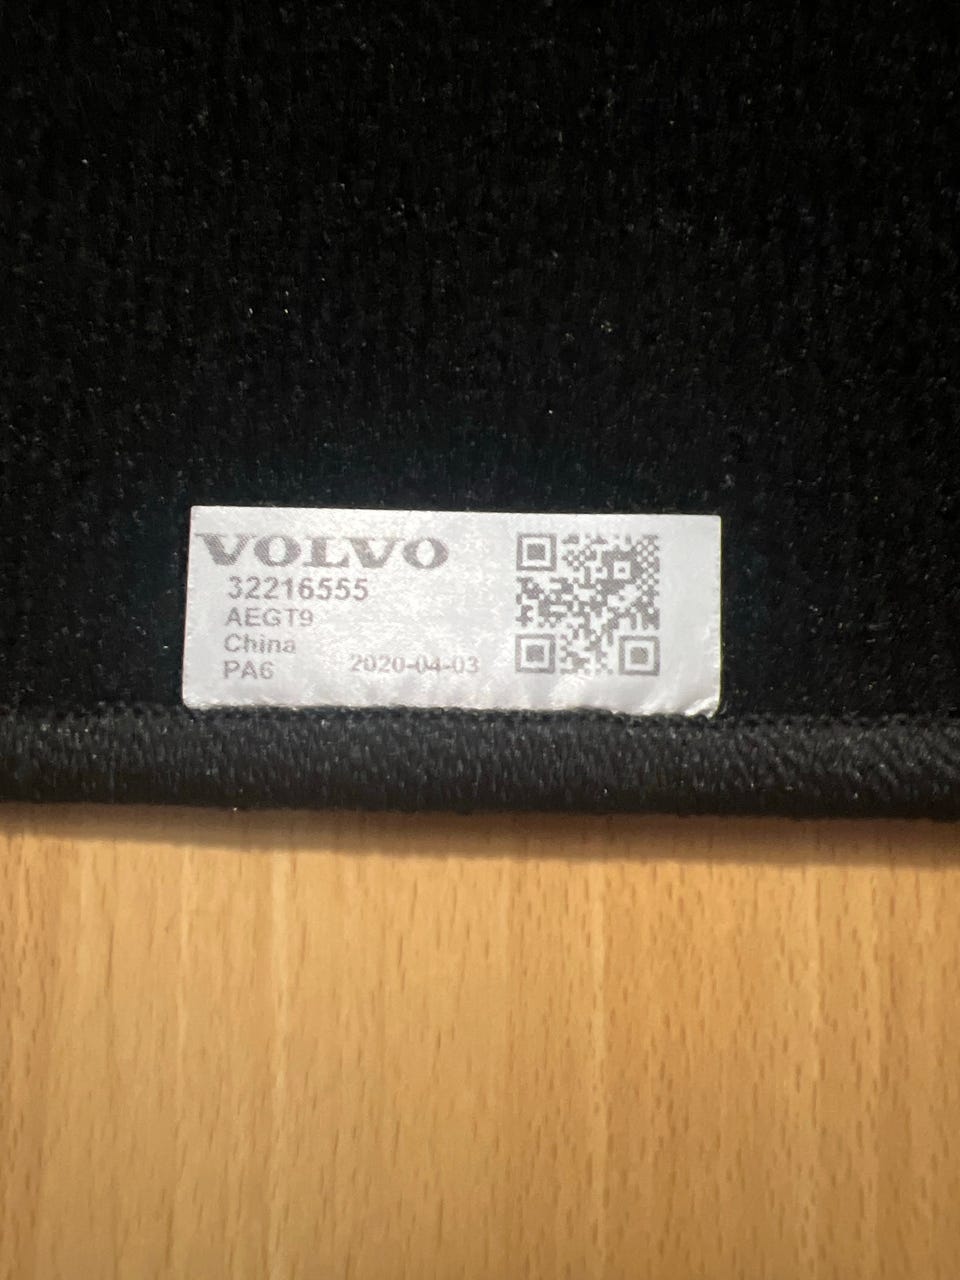 VOLVO
32216555
AEGT9
China
PA6 2020-04-03